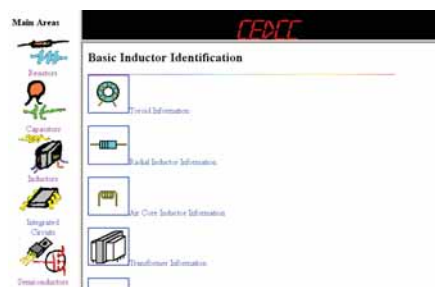 Main Areas
CEDCC
Basic Inductor Identification
Resistors
Toroid Information
Capacitors
Radial Inductor Information
Inductors
Air Core Inductor Information
Integrated
Circuits
Transformer Information
Semiconductors